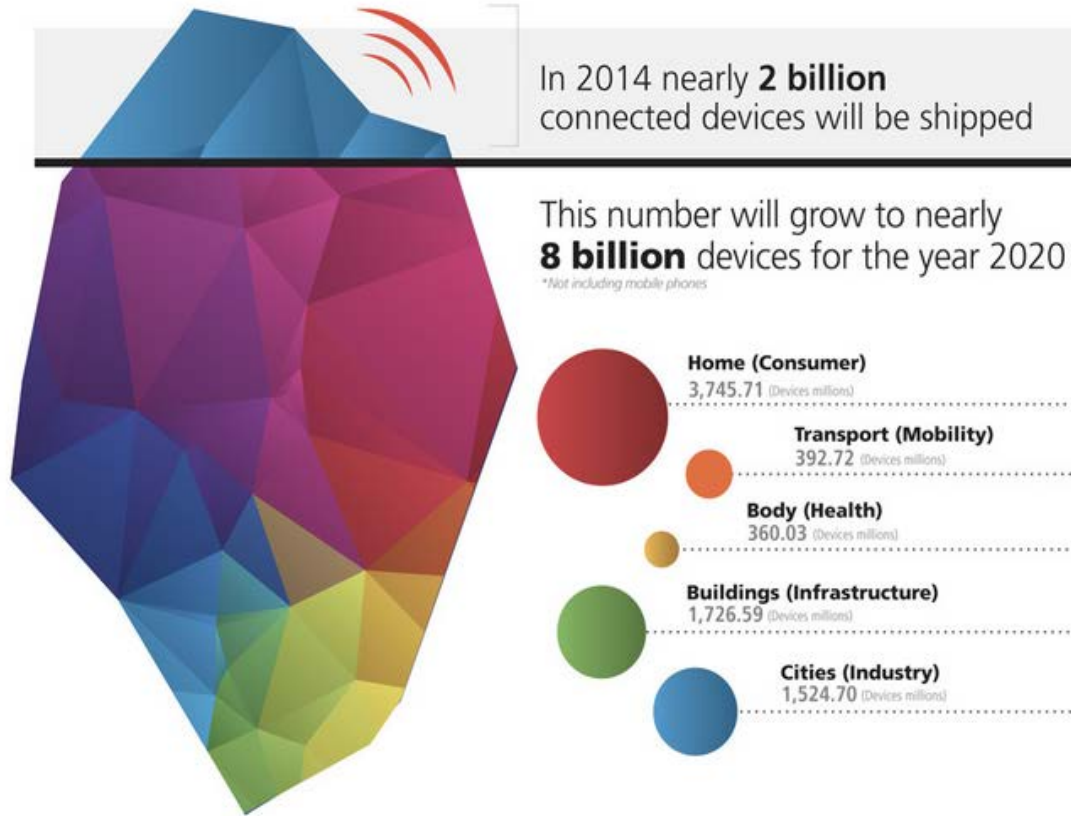 In 2014 nearly 2 billion
connected devices will be shipped
This number will grow to nearly
8 billion devices for the year 2020
*Not including mobile phones
Home (Consumer)
3,745.71 (Devices millions)
Transport (Mobility)
392.72 (Devices millions)
Body (Health)
360.03 (Devices millions)
Buildings (Infrastructure)
1,726.59 (Devices millions)
Cities (Industry)
1,524.70 (Devices millions)